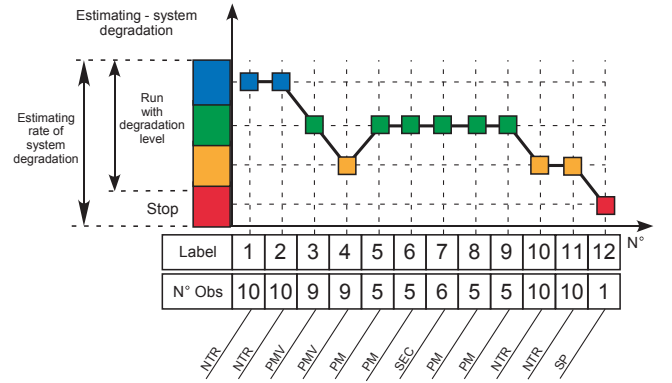 Estimating - system
degradation
Estimating
rate of
system
degradation
Run
with
degradation
level
Stop
N°
Label 1 2 3 4 5 6 7 8 9 10 11 12
N° Obs 10 10 9 9 5 5 6 5 5 10 10 1
NTR NTR PMV PMV PM PM SEC PM PM NTR NTR SP